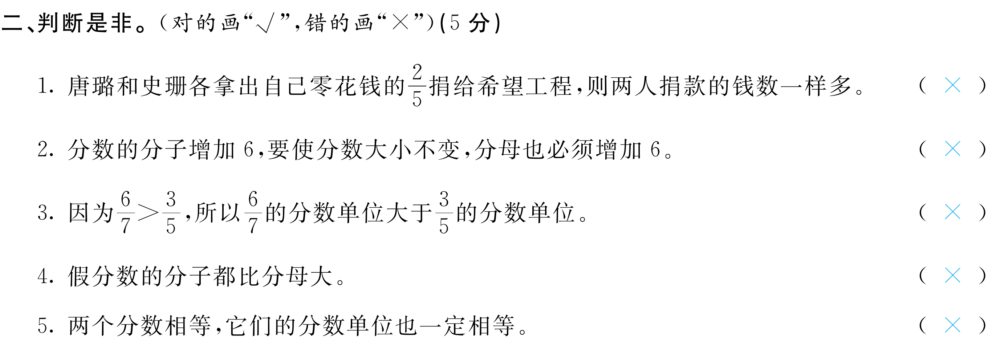 二、判断是非。(对的画“√”,错的画“×”)(5 分)
1. 唐璐和史珊各拿出自己零花钱的2/5捐给希望工程,则两人捐款的钱数一样多。 ( × )
2. 分数的分子增加 6,要使分数大小不变,分母也必须增加 6。 ( × )
3. 因为6/7>3/5,所以6/7的分数单位大于3/5的分数单位。 ( × )
4. 假分数的分子都比分母大。 ( × )
5. 两个分数相等,它们的分数单位也一定相等。 ( × )